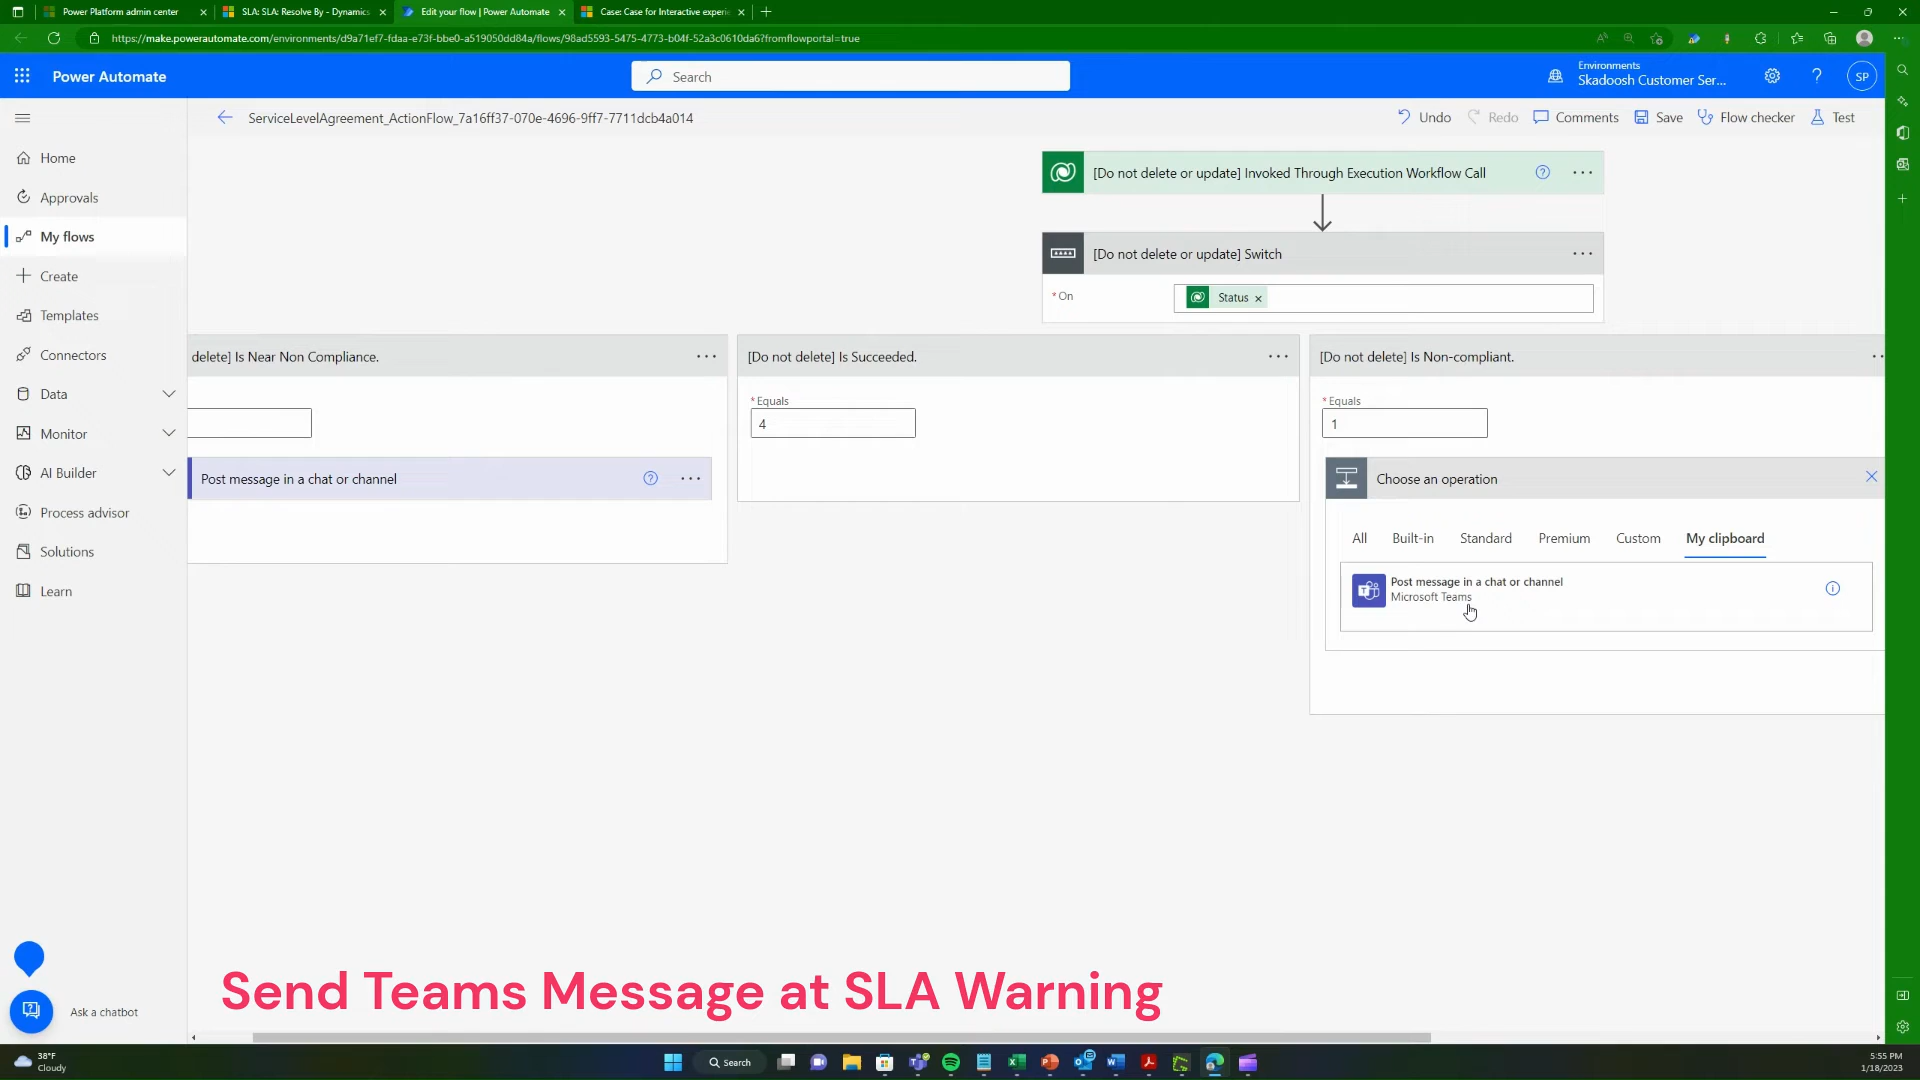 Power Platform admin center
SLA: SLA: Resolve By - Dynamics
Edit your flow | Power Automate
Case: Case for Interactive experie
https://make.powerautomate.com/environments/d9a71ef7-fdaa-e73f-bbe0-a519050dd84a/flows/98ad5593-5475-4773-b04f-52a3c0610da6?fromflowportal=true
Power Automate
Search
Environments
Skadoosh Customer Ser...
SP
ServiceLevelAgreement_ActionFlow_7a16ff37-070e-4696-9ff7-7711dcb4a014
Undo
Redo
Comments
Save
Flow checker
Test
Home
Approvals
My flows
Create
Templates
Connectors
Data
Monitor
AI Builder
Process advisor
Solutions
Learn
Ask a chatbot
[Do not delete or update] Invoked Through Execution Workflow Call
[Do not delete or update] Switch
* On
Status
delete] Is Near Non Compliance.
Post message in a chat or channel
[Do not delete] Is Succeeded.
* Equals
4
[Do not delete] Is Non-compliant.
* Equals
1
Choose an operation
All
Built-in
Standard
Premium
Custom
My clipboard
Post message in a chat or channel
Microsoft Teams
Send Teams Message at SLA Warning
38°F
Cloudy
Search
5:55 PM
1/18/2023